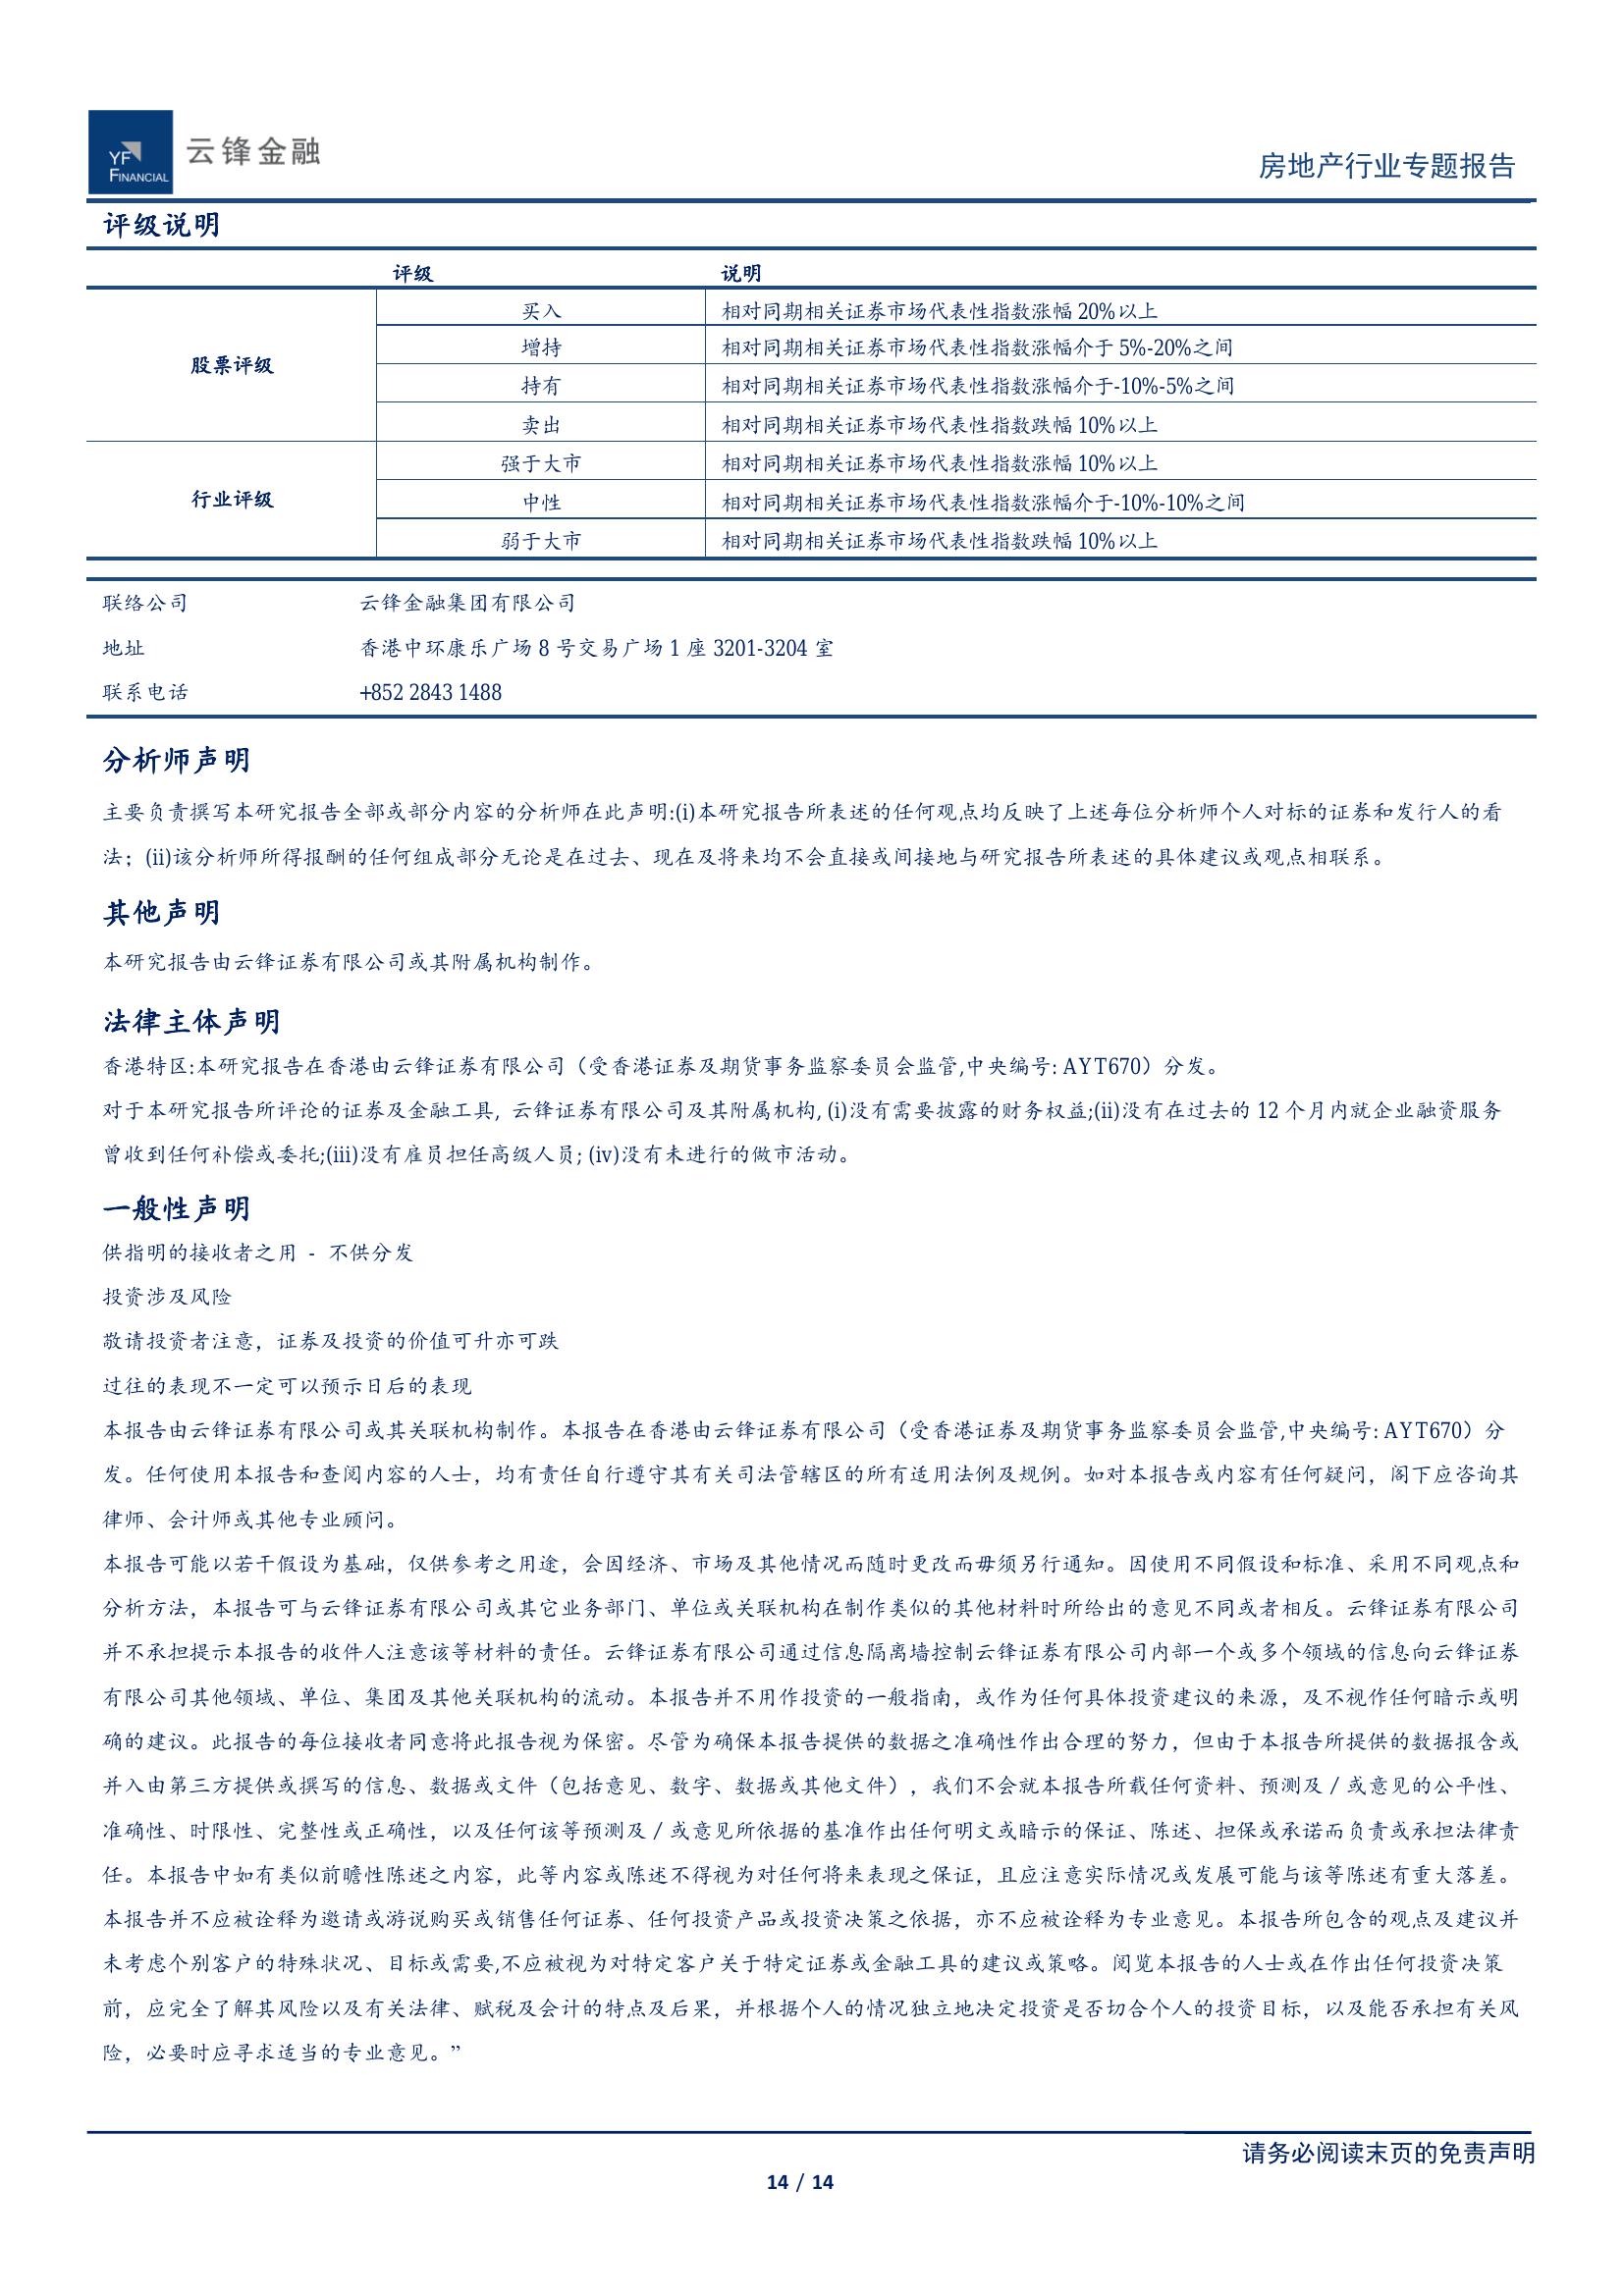 YF
FINANCIAL
云锋金融
房地产行业专题报告
评级说明
评级 说明
股票评级
买入 相对同期相关证券市场代表性指数涨幅 20%以上
增持 相对同期相关证券市场代表性指数涨幅介于 5%-20%之间
持有 相对同期相关证券市场代表性指数涨幅介于-10%-5%之间
卖出 相对同期相关证券市场代表性指数跌幅 10%以上
行业评级
强于大市 相对同期相关证券市场代表性指数涨幅 10%以上
中性 相对同期相关证券市场代表性指数涨幅介于-10%-10%之间
弱于大市 相对同期相关证券市场代表性指数跌幅 10%以上
联络公司 云锋金融集团有限公司
地址 香港中环康乐广场 8 号交易广场 1 座 3201-3204 室
联系电话 +852 2843 1488
分析师声明
主要负责撰写本研究报告全部或部分内容的分析师在此声明:(i)本研究报告所表述的任何观点均反映了上述每位分析师个人对标的证券和发行人的看
法；(ii)该分析师所得报酬的任何组成部分无论是在过去、现在及将来均不会直接或间接地与研究报告所表述的具体建议或观点相联系。
其他声明
本研究报告由云锋证券有限公司或其附属机构制作。
法律主体声明
香港特区:本研究报告在香港由云锋证券有限公司（受香港证券及期货事务监察委员会监管,中央编号: AYT670）分发。
对于本研究报告所评论的证券及金融工具, 云锋证券有限公司及其附属机构, (i)没有需要披露的财务权益;(ii)没有在过去的 12 个月内就企业融资服务
曾收到任何补偿或委托;(iii)没有雇员担任高级人员; (iv)没有未进行的做市活动。
一般性声明
供指明的接收者之用 - 不供分发
投资涉及风险
敬请投资者注意，证券及投资的价值可升亦可跌
过往的表现不一定可以预示日后的表现
本报告由云锋证券有限公司或其关联机构制作。本报告在香港由云锋证券有限公司（受香港证券及期货事务监察委员会监管,中央编号: AYT670）分
发。任何使用本报告和查阅内容的人士，均有责任自行遵守其有关司法管辖区的所有适用法例及规例。如对本报告或内容有任何疑问，阁下应咨询其
律师、会计师或其他专业顾问。
本报告可能以若干假设为基础，仅供参考之用途，会因经济、市场及其他情况而随时更改而毋须另行通知。因使用不同假设和标准、采用不同观点和
分析方法，本报告可与云锋证券有限公司或其它业务部门、单位或关联机构在制作类似的其他材料时所给出的意见不同或者相反。云锋证券有限公司
并不承担提示本报告的收件人注意该等材料的责任。云锋证券有限公司通过信息隔离墙控制云锋证券有限公司内部一个或多个领域的信息向云锋证券
有限公司其他领域、单位、集团及其他关联机构的流动。本报告并不用作投资的一般指南，或作为任何具体投资建议的来源，及不视作任何暗示或明
确的建议。此报告的每位接收者同意将此报告视为保密。尽管为确保本报告提供的数据之准确性作出合理的努力，但由于本报告所提供的数据报含或
并入由第三方提供或撰写的信息、数据或文件（包括意见、数字、数据或其他文件），我们不会就本报告所载任何资料、预测及 / 或意见的公平性、
准确性、时限性、完整性或正确性，以及任何该等预测及 / 或意见所依据的基准作出任何明文或暗示的保证、陈述、担保或承诺而负责或承担法律责
任。本报告中如有类似前瞻性陈述之内容，此等内容或陈述不得视为对任何将来表现之保证，且应注意实际情况或发展可能与该等陈述有重大落差。
本报告并不应被诠释为邀请或游说购买或销售任何证券、任何投资产品或投资决策之依据，亦不应被诠释为专业意见。本报告所包含的观点及建议并
未考虑个别客户的特殊状况、目标或需要,不应被视为对特定客户关于特定证券或金融工具的建议或策略。阅览本报告的人士或在作出任何投资决策
前，应完全了解其风险以及有关法律、赋税及会计的特点及后果，并根据个人的情况独立地决定投资是否切合个人的投资目标，以及能否承担有关风
险，必要时应寻求适当的专业意见。”
请务必阅读末页的免责声明
14 / 14